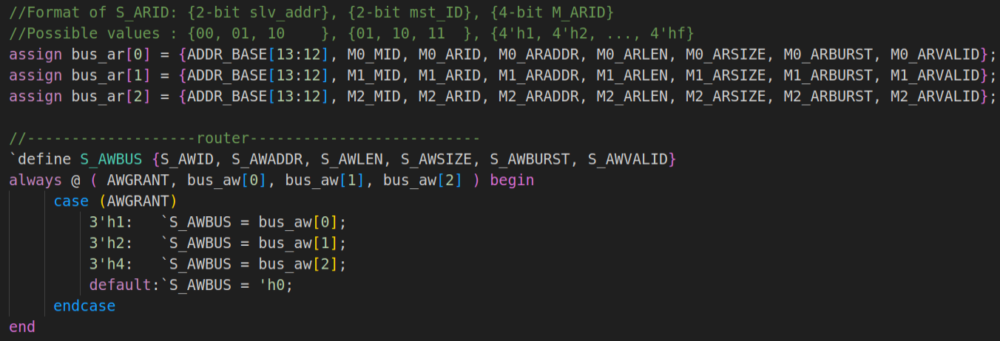 //Format of S_ARID: {2-bit slv_addr}, {2-bit mst_ID}, {4-bit M_ARID}
//Possible values : {00, 01, 10    }, {01, 10, 11  }, {4'h1, 4'h2, ..., 4'hf}
assign bus_ar[0] = {ADDR_BASE[13:12], M0_MID, M0_ARID, M0_ARADDR, M0_ARLEN, M0_ARSIZE, M0_ARBURST, M0_ARVALID};
assign bus_ar[1] = {ADDR_BASE[13:12], M1_MID, M1_ARID, M1_ARADDR, M1_ARLEN, M1_ARSIZE, M1_ARBURST, M1_ARVALID};
assign bus_ar[2] = {ADDR_BASE[13:12], M2_MID, M2_ARID, M2_ARADDR, M2_ARLEN, M2_ARSIZE, M2_ARBURST, M2_ARVALID};
//-------------------router--------------------------
`define S_AWBUS {S_AWID, S_AWADDR, S_AWLEN, S_AWSIZE, S_AWBURST, S_AWVALID}
always @ ( AWGRANT, bus_aw[0], bus_aw[1], bus_aw[2] ) begin
     case (AWGRANT)
         3'h1:   `S_AWBUS = bus_aw[0];
         3'h2:   `S_AWBUS = bus_aw[1];
         3'h4:   `S_AWBUS = bus_aw[2];
         default:`S_AWBUS = 'h0;
     endcase
end